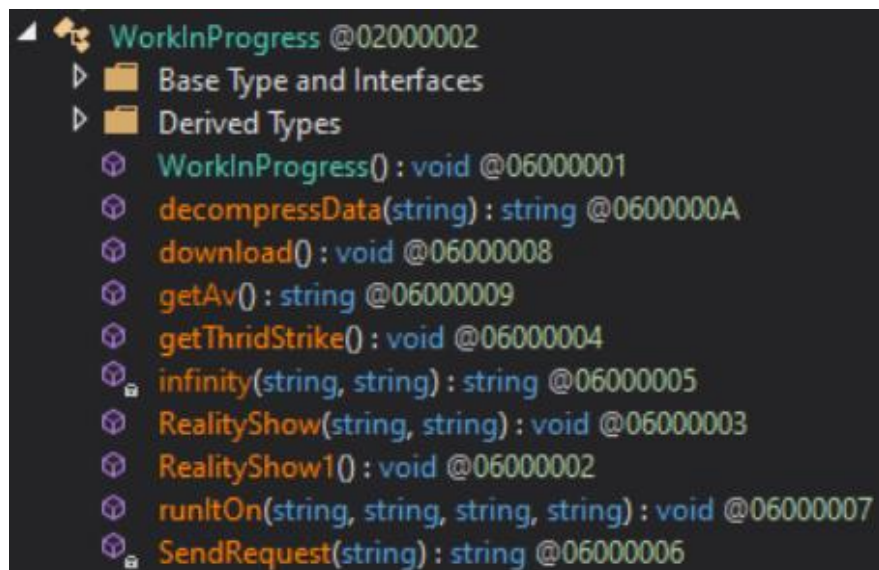 WorkInProgress @02000002
Base Type and Interfaces
Derived Types
WorkInProgress() : void @06000001
decompressData(string) : string @0600000A
download() : void @06000008
getAv() : string @06000009
getThridStrike() : void @06000004
infinity(string, string) : string @06000005
RealityShow(string, string) : void @06000003
RealityShow1() : void @06000002
runItOn(string, string, string, string) : void @06000007
SendRequest(string) : string @06000006